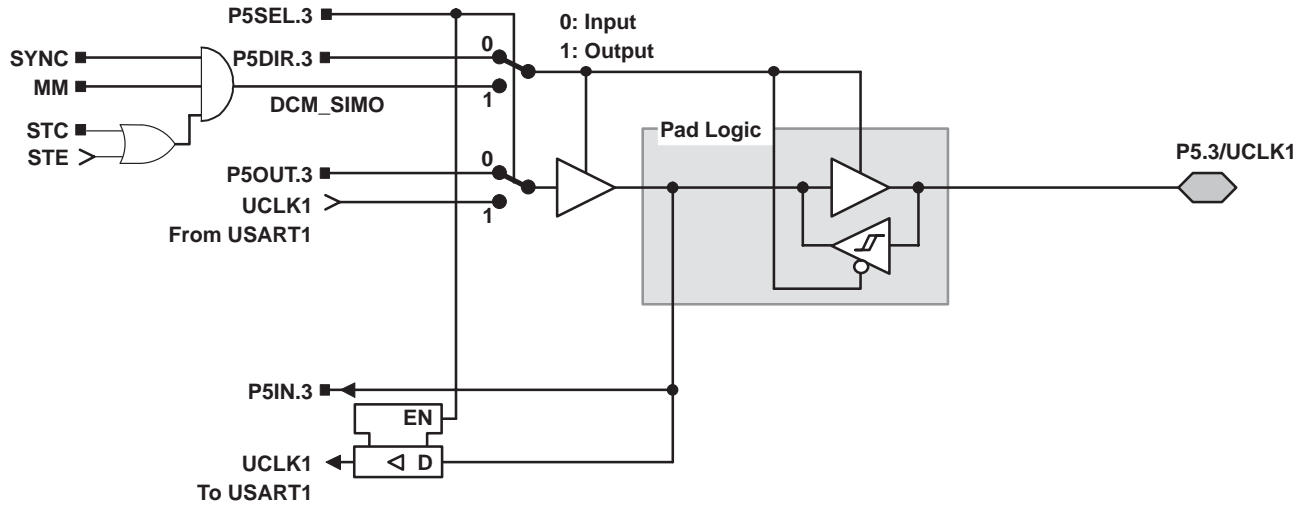 P5SEL.3
0: Input
1: Output
SYNC
P5DIR.3
0
MM
DCM_SIMO
1
STC
STE
Pad Logic
P5.3/UCLK1
P5OUT.3
0
UCLK1
1
From USART1
P5IN.3
EN
UCLK1
D
To USART1